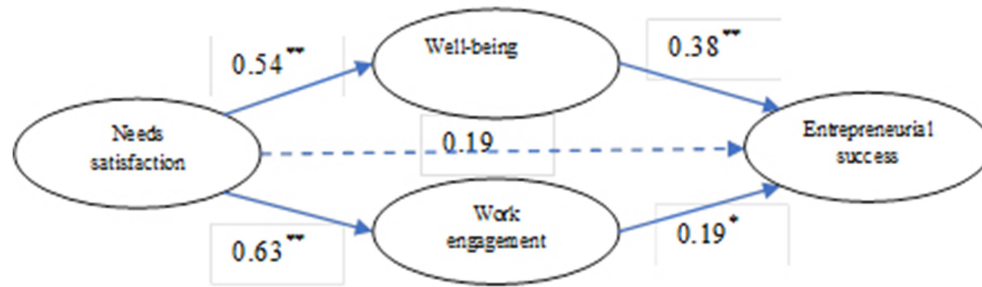 0.54**
Well-being
0.38**
Needs
satisfaction
0.19
Entrepreneurial
success
0.63**
Work
engagement
0.19*